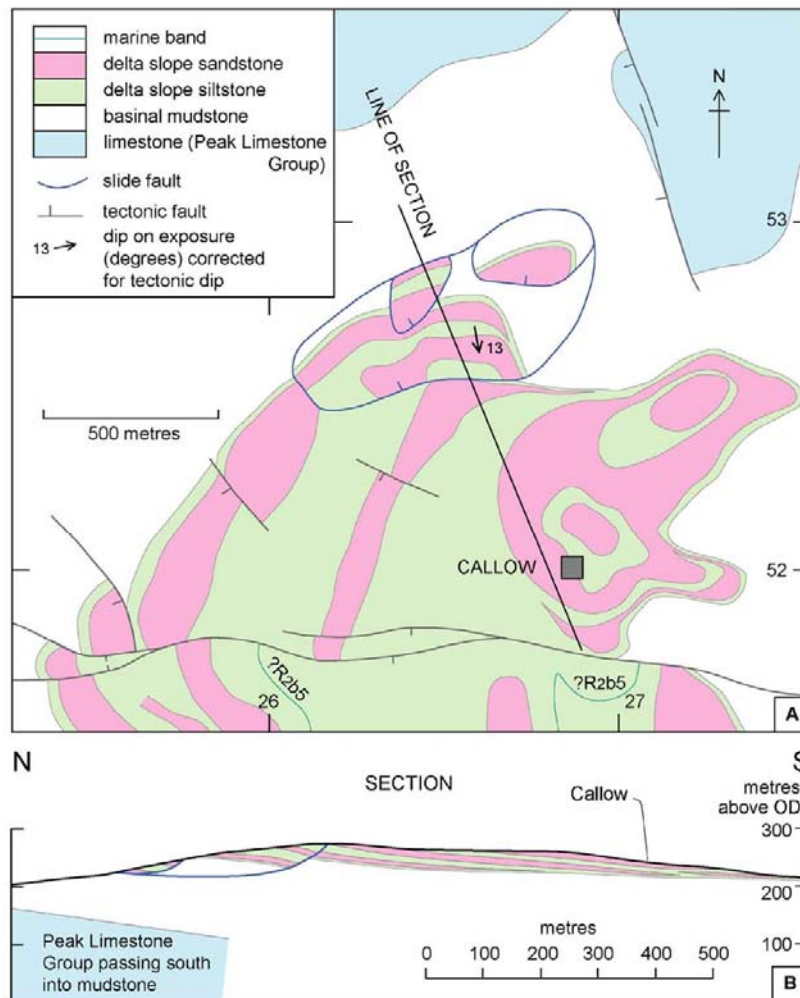 marine band
delta slope sandstone
delta slope siltstone
basinal mudstone
limestone (Peak Limestone
Group)
slide fault
tectonic fault
13 dip on exposure
(degrees) corrected
for tectonic dip
N
LINE OF SECTION
53
13
500 metres
CALLOW
52
?R2b5
?R2b5
26
27
A
N
SECTION
S
metres
above OD
Callow
300
200
100
Peak Limestone
Group passing south
into mudstone
metres
0 100 200 300 400 500
B